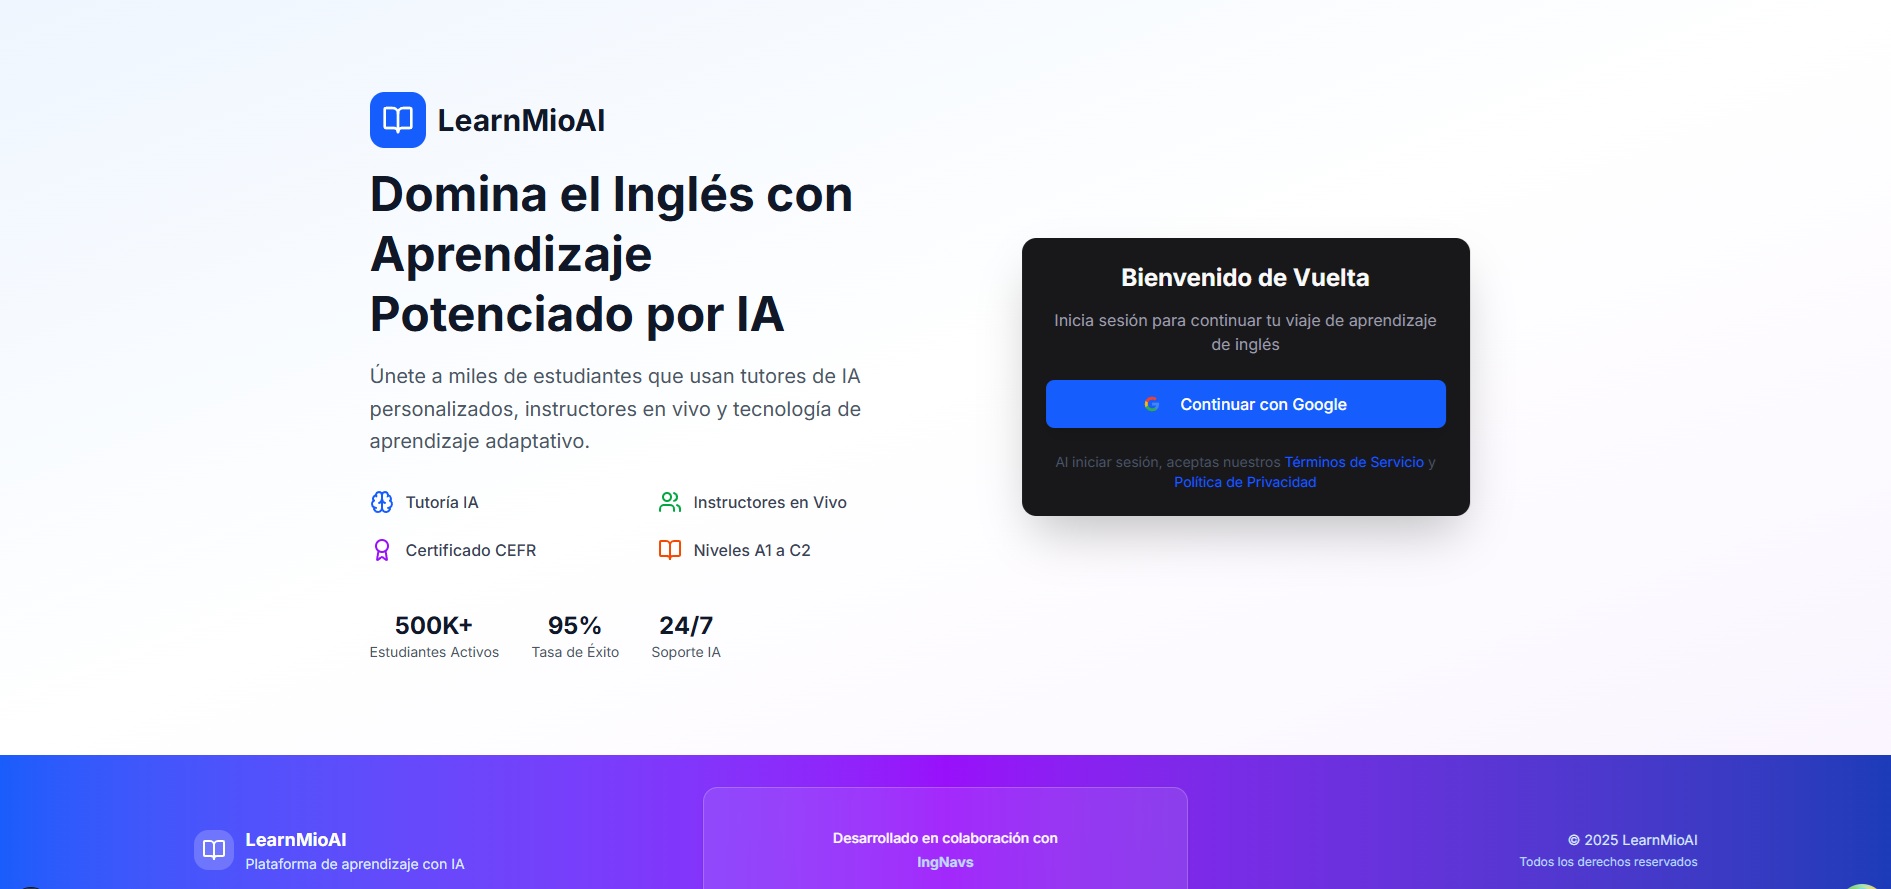 LearnMioAI
Domina el Inglés con
Aprendizaje
Potenciado por IA
Únete a miles de estudiantes que usan tutores de IA
personalizados, instructores en vivo y tecnología de
aprendizaje adaptativo.
Tutoría IA
Instructores en Vivo
Certificado CEFR
Niveles A1 a C2
500K+
Estudiantes Activos
95%
Tasa de Éxito
24/7
Soporte IA
Bienvenido de Vuelta
Inicia sesión para continuar tu viaje de aprendizaje
de inglés
Continuar con Google
Al iniciar sesión, aceptas nuestros Términos de Servicio y
Política de Privacidad
LearnMioAI
Plataforma de aprendizaje con IA
Desarrollado en colaboración con
IngNavs
© 2025 LearnMioAI
Todos los derechos reservados